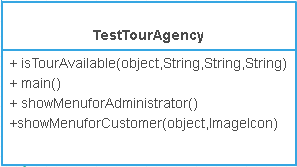 TestTourAgency
+ isTourAvailable(object,String,String,String)
+ main()
+ showMenuforAdministrator()
+showMenuforCustomer(object,ImageIcon)